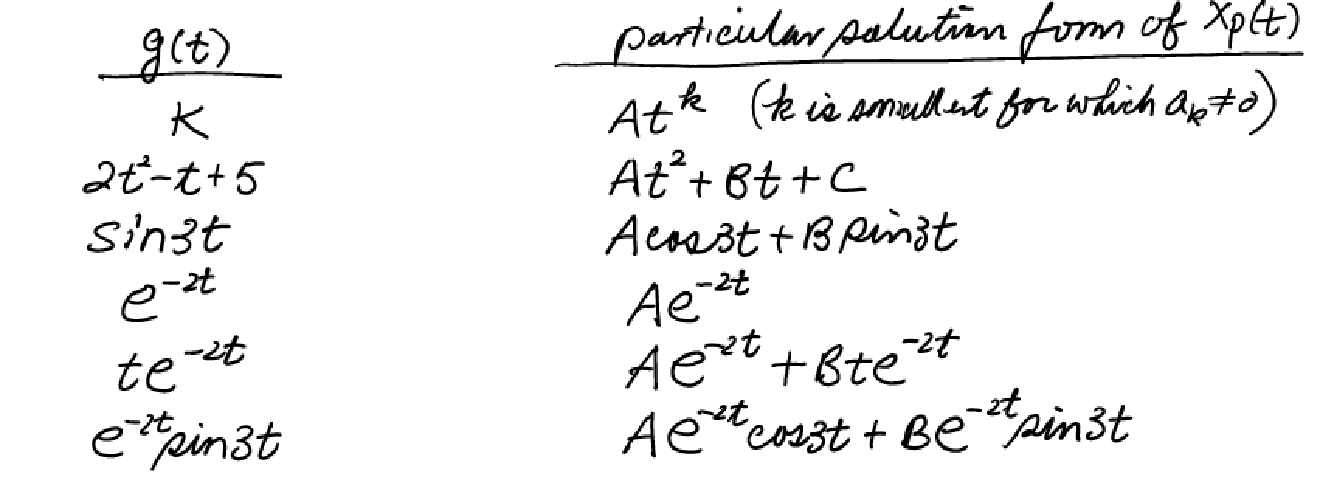 g(t) particular solution form of xp(t)
K At^k (k is smallest for which a_k≠0)
2t²-t+5 At²+Bt+C
sin3t Acos3t+Bsin3t
e^-2t Ae^-2t
te^-2t Ae^-2t+Bte^-2t
e^-2t sin3t Ae^-2t cos3t+Be^-2t sin3t